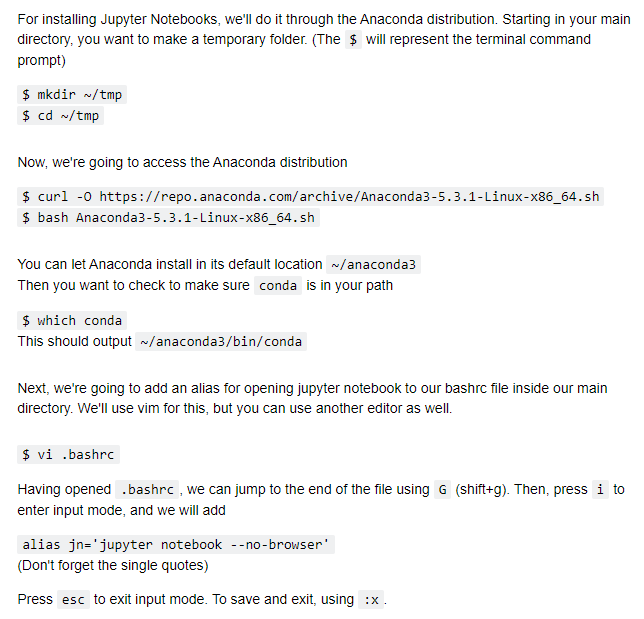 For installing Jupyter Notebooks, we'll do it through the Anaconda distribution. Starting in your main
directory, you want to make a temporary folder. (The $ will represent the terminal command
prompt)
$ mkdir ~/tmp
$ cd ~/tmp
Now, we're going to access the Anaconda distribution
$ curl -O https://repo.anaconda.com/archive/Anaconda3-5.3.1-Linux-x86_64.sh
$ bash Anaconda3-5.3.1-Linux-x86_64.sh
You can let Anaconda install in its default location ~/anaconda3
Then you want to check to make sure conda is in your path
$ which conda
This should output ~/anaconda3/bin/conda
Next, we're going to add an alias for opening jupyter notebook to our bashrc file inside our main
directory. We'll use vim for this, but you can use another editor as well.
$ vi .bashrc
Having opened .bashrc , we can jump to the end of the file using G (shift+g). Then, press i to
enter input mode, and we will add
alias jn='jupyter notebook --no-browser'
(Don't forget the single quotes)
Press esc to exit input mode. To save and exit, using :x .